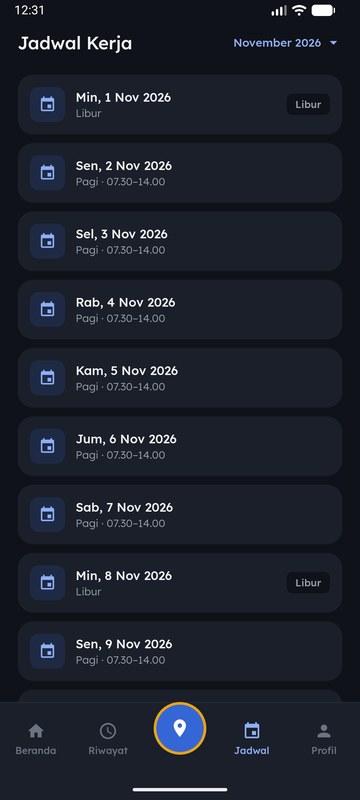 12:31
Jadwal Kerja
November 2026
Min, 1 Nov 2026
Libur
Libur
Sen, 2 Nov 2026
Pagi · 07.30–14.00
Sel, 3 Nov 2026
Pagi · 07.30–14.00
Rab, 4 Nov 2026
Pagi · 07.30–14.00
Kam, 5 Nov 2026
Pagi · 07.30–14.00
Jum, 6 Nov 2026
Pagi · 07.30–14.00
Sab, 7 Nov 2026
Pagi · 07.30–14.00
Min, 8 Nov 2026
Libur
Libur
Sen, 9 Nov 2026
Pagi · 07.30–14.00
Beranda
Riwayat
Jadwal
Profil